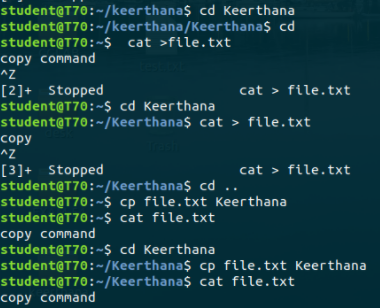 student@T70:~/keerthana$ cd Keerthana
student@T70:~/keerthana/Keerthana$ cd
student@T70:~$  cat >file.txt
copy command
^Z
[2]+  Stopped                 cat > file.txt
student@T70:~$ cd Keerthana
student@T70:~/Keerthana$ cat > file.txt
copy
^Z
[3]+  Stopped                 cat > file.txt
student@T70:~/Keerthana$ cd ..
student@T70:~$ cp file.txt Keerthana
student@T70:~$ cat file.txt
copy command
student@T70:~$ cd Keerthana
student@T70:~/Keerthana$ cp file.txt Keerthana
student@T70:~/Keerthana$ cat file.txt
copy command